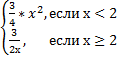 { 3/4 * x², если x < 2
3/2x, если x ≥ 2